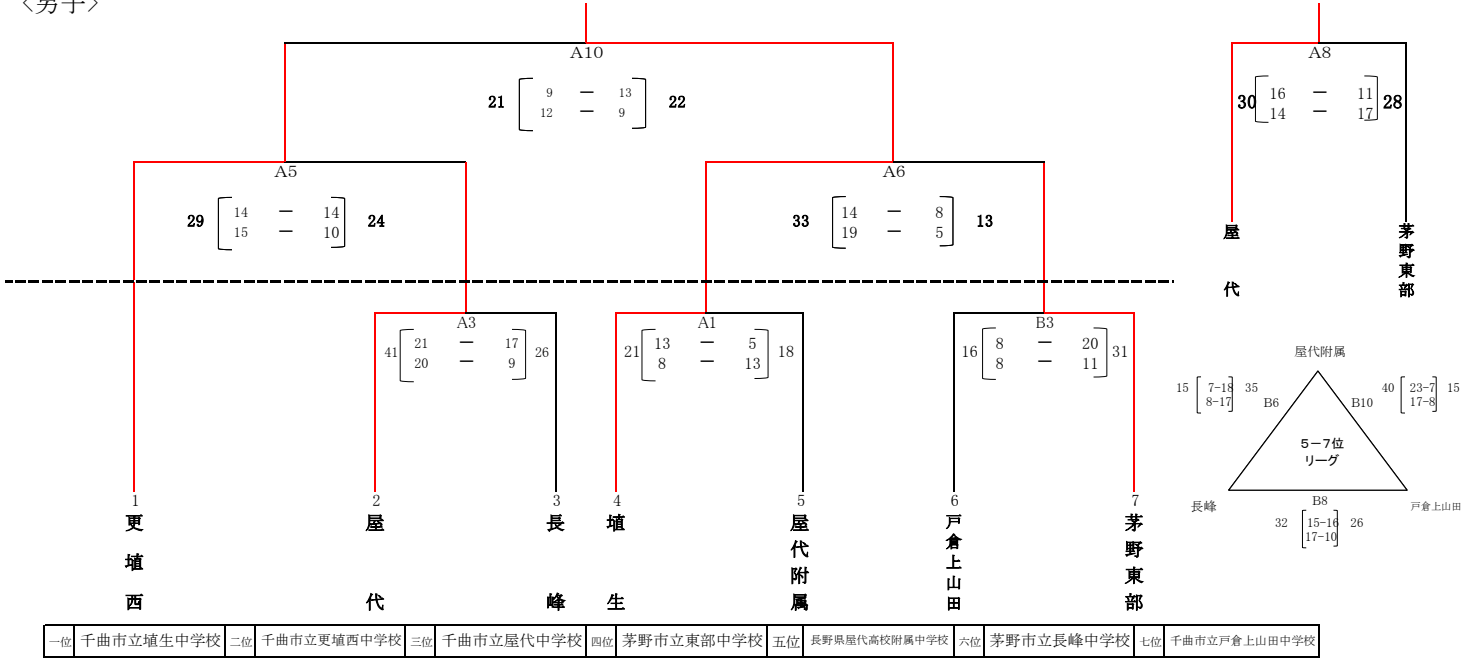 <男子>
A10
21 9 ー 13 22
12 ー 9
A8
30 16 ー 11 28
14 ー 17
屋代
茅野東部
A5
29 14 ー 14 24
15 ー 10
A6
33 14 ー 8 13
19 ー 5
A3
41 21 ー 17 26
20 ー 9
A1
21 13 ー 5 18
8 ー 13
B3
16 8 ー 20 31
8 ー 11
屋代附属
15 7-18 35
8-17
B6
40 23-7 15
17-8
B10
5ー7位
リーグ
長峰
B8
戸倉上山田
32 15-16 26
17-10
1
更埴西
2
屋代
3
長峰
4
埴生
5
屋代附属
6
戸倉上山田
7
茅野東部
一位 千曲市立埴生中学校 二位 千曲市立更埴西中学校 三位 千曲市立屋代中学校 四位 茅野市立東部中学校 五位 長野県屋代高校附属中学校 六位 茅野市立長峰中学校 七位 千曲市立戸倉上山田中学校